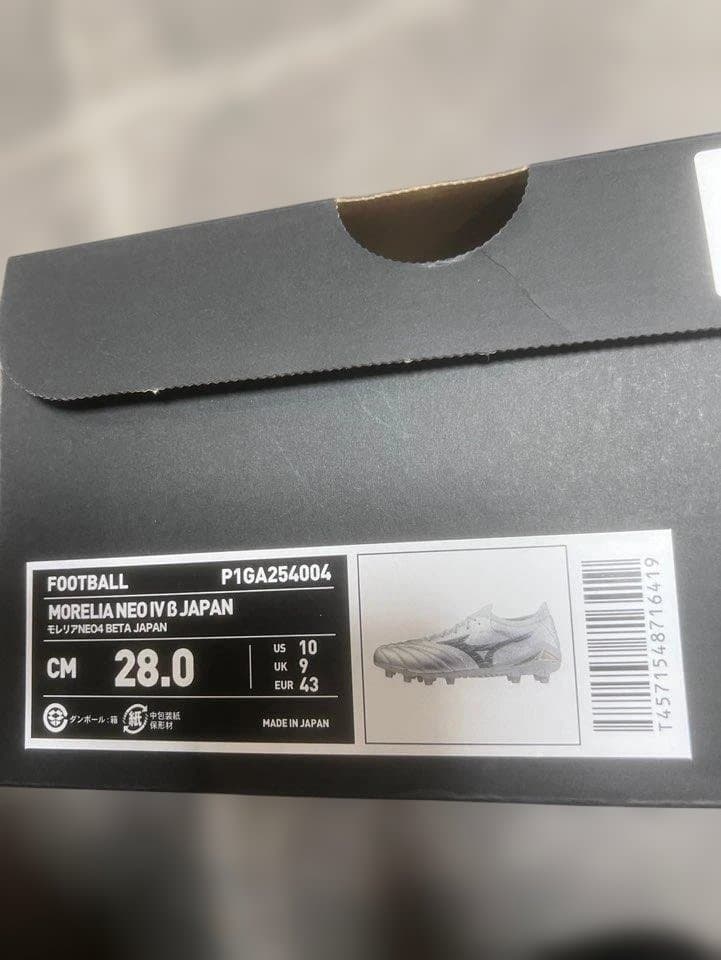 FOOTBALL P1GA254004
MORELIA NEO IV β JAPAN
モレリアNEO4 BETA JAPAN
CM 28.0
US 10
UK 9
EUR 43
ダンボール:箱
紙
中包装紙
保形材
MADE IN JAPAN
T4571548716419